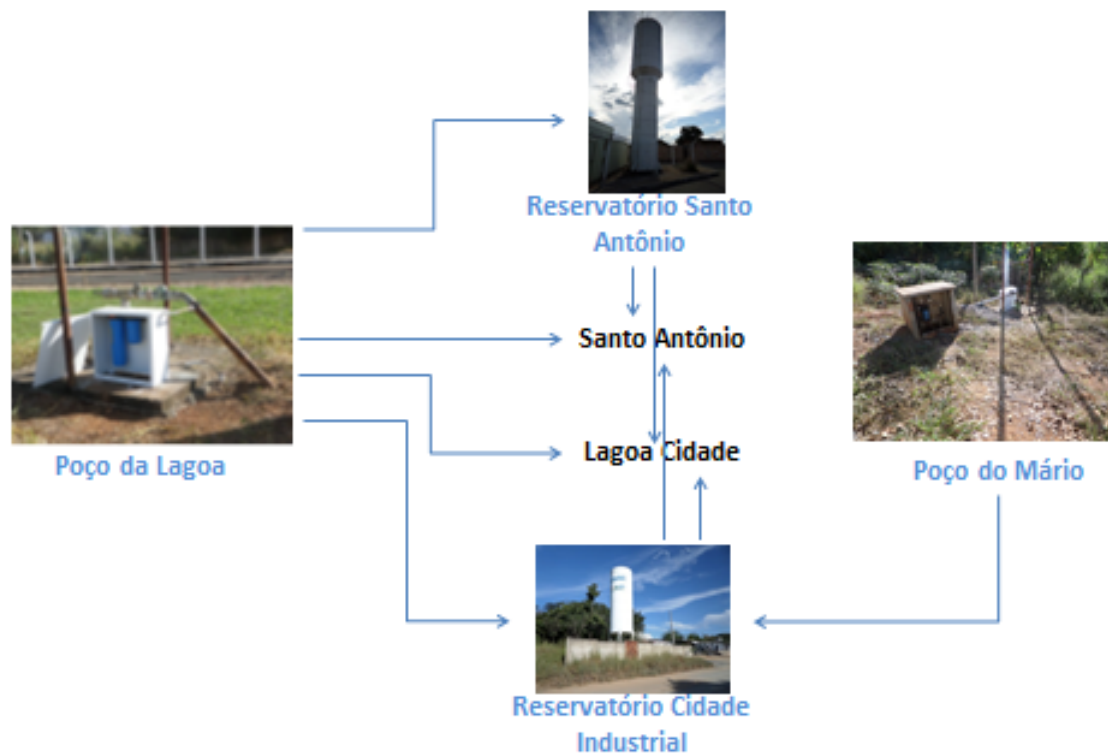 Reservatório Santo
Antônio
Santo Antônio
Lagoa Cidade
Poço da Lagoa
Poço do Mário
Reservatório Cidade
Industrial